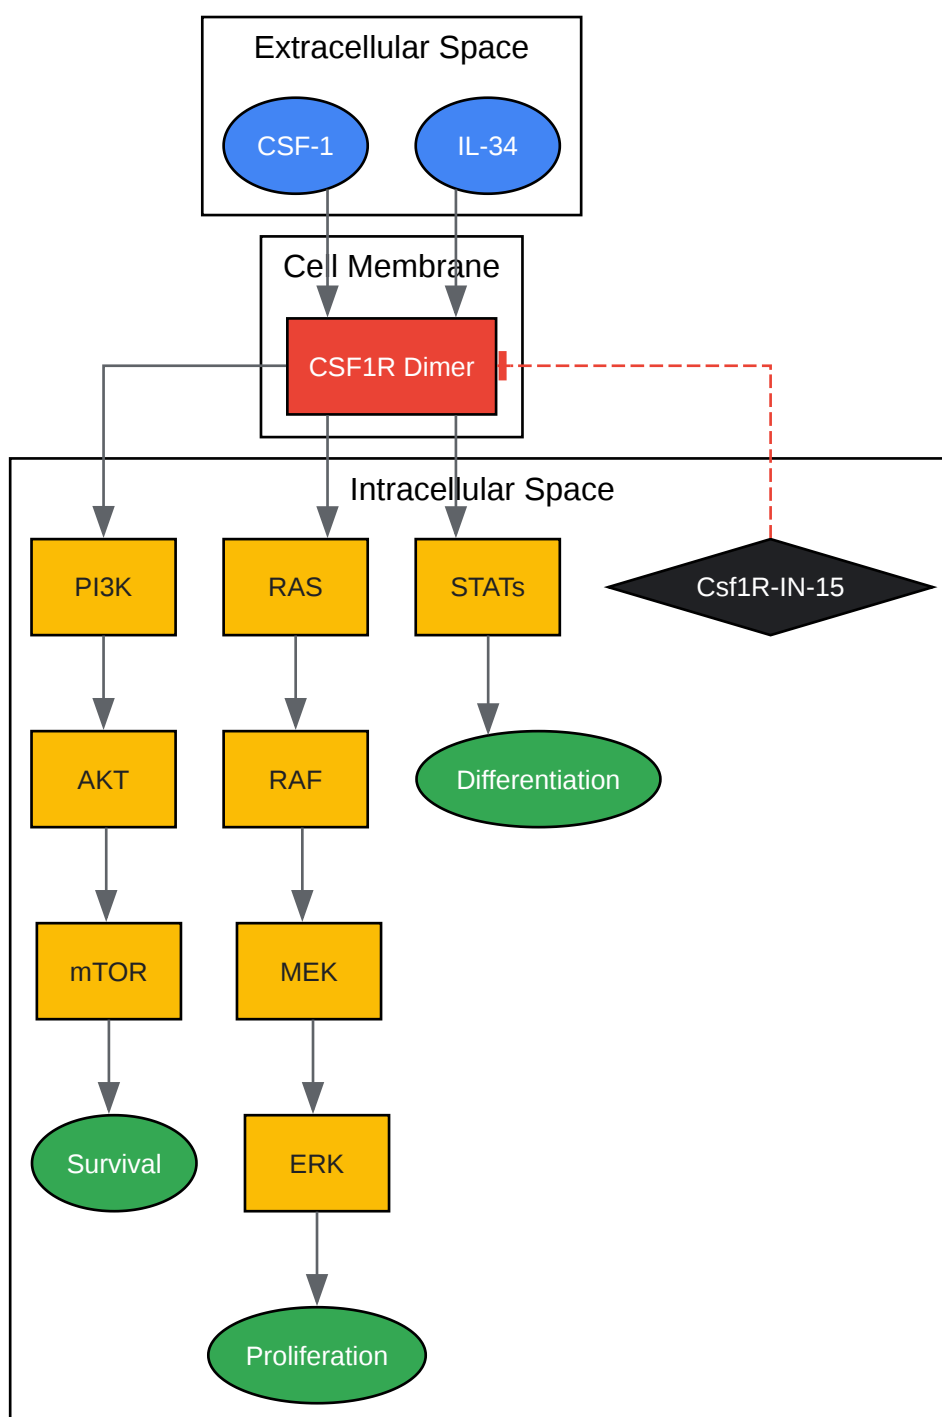 Extracellular Space
CSF-1
IL-34
Cell Membrane
CSF1R Dimer
Intracellular Space
PI3K
RAS
STATs
Csf1R-IN-15
AKT
RAF
Differentiation
mTOR
MEK
Survival
ERK
Proliferation